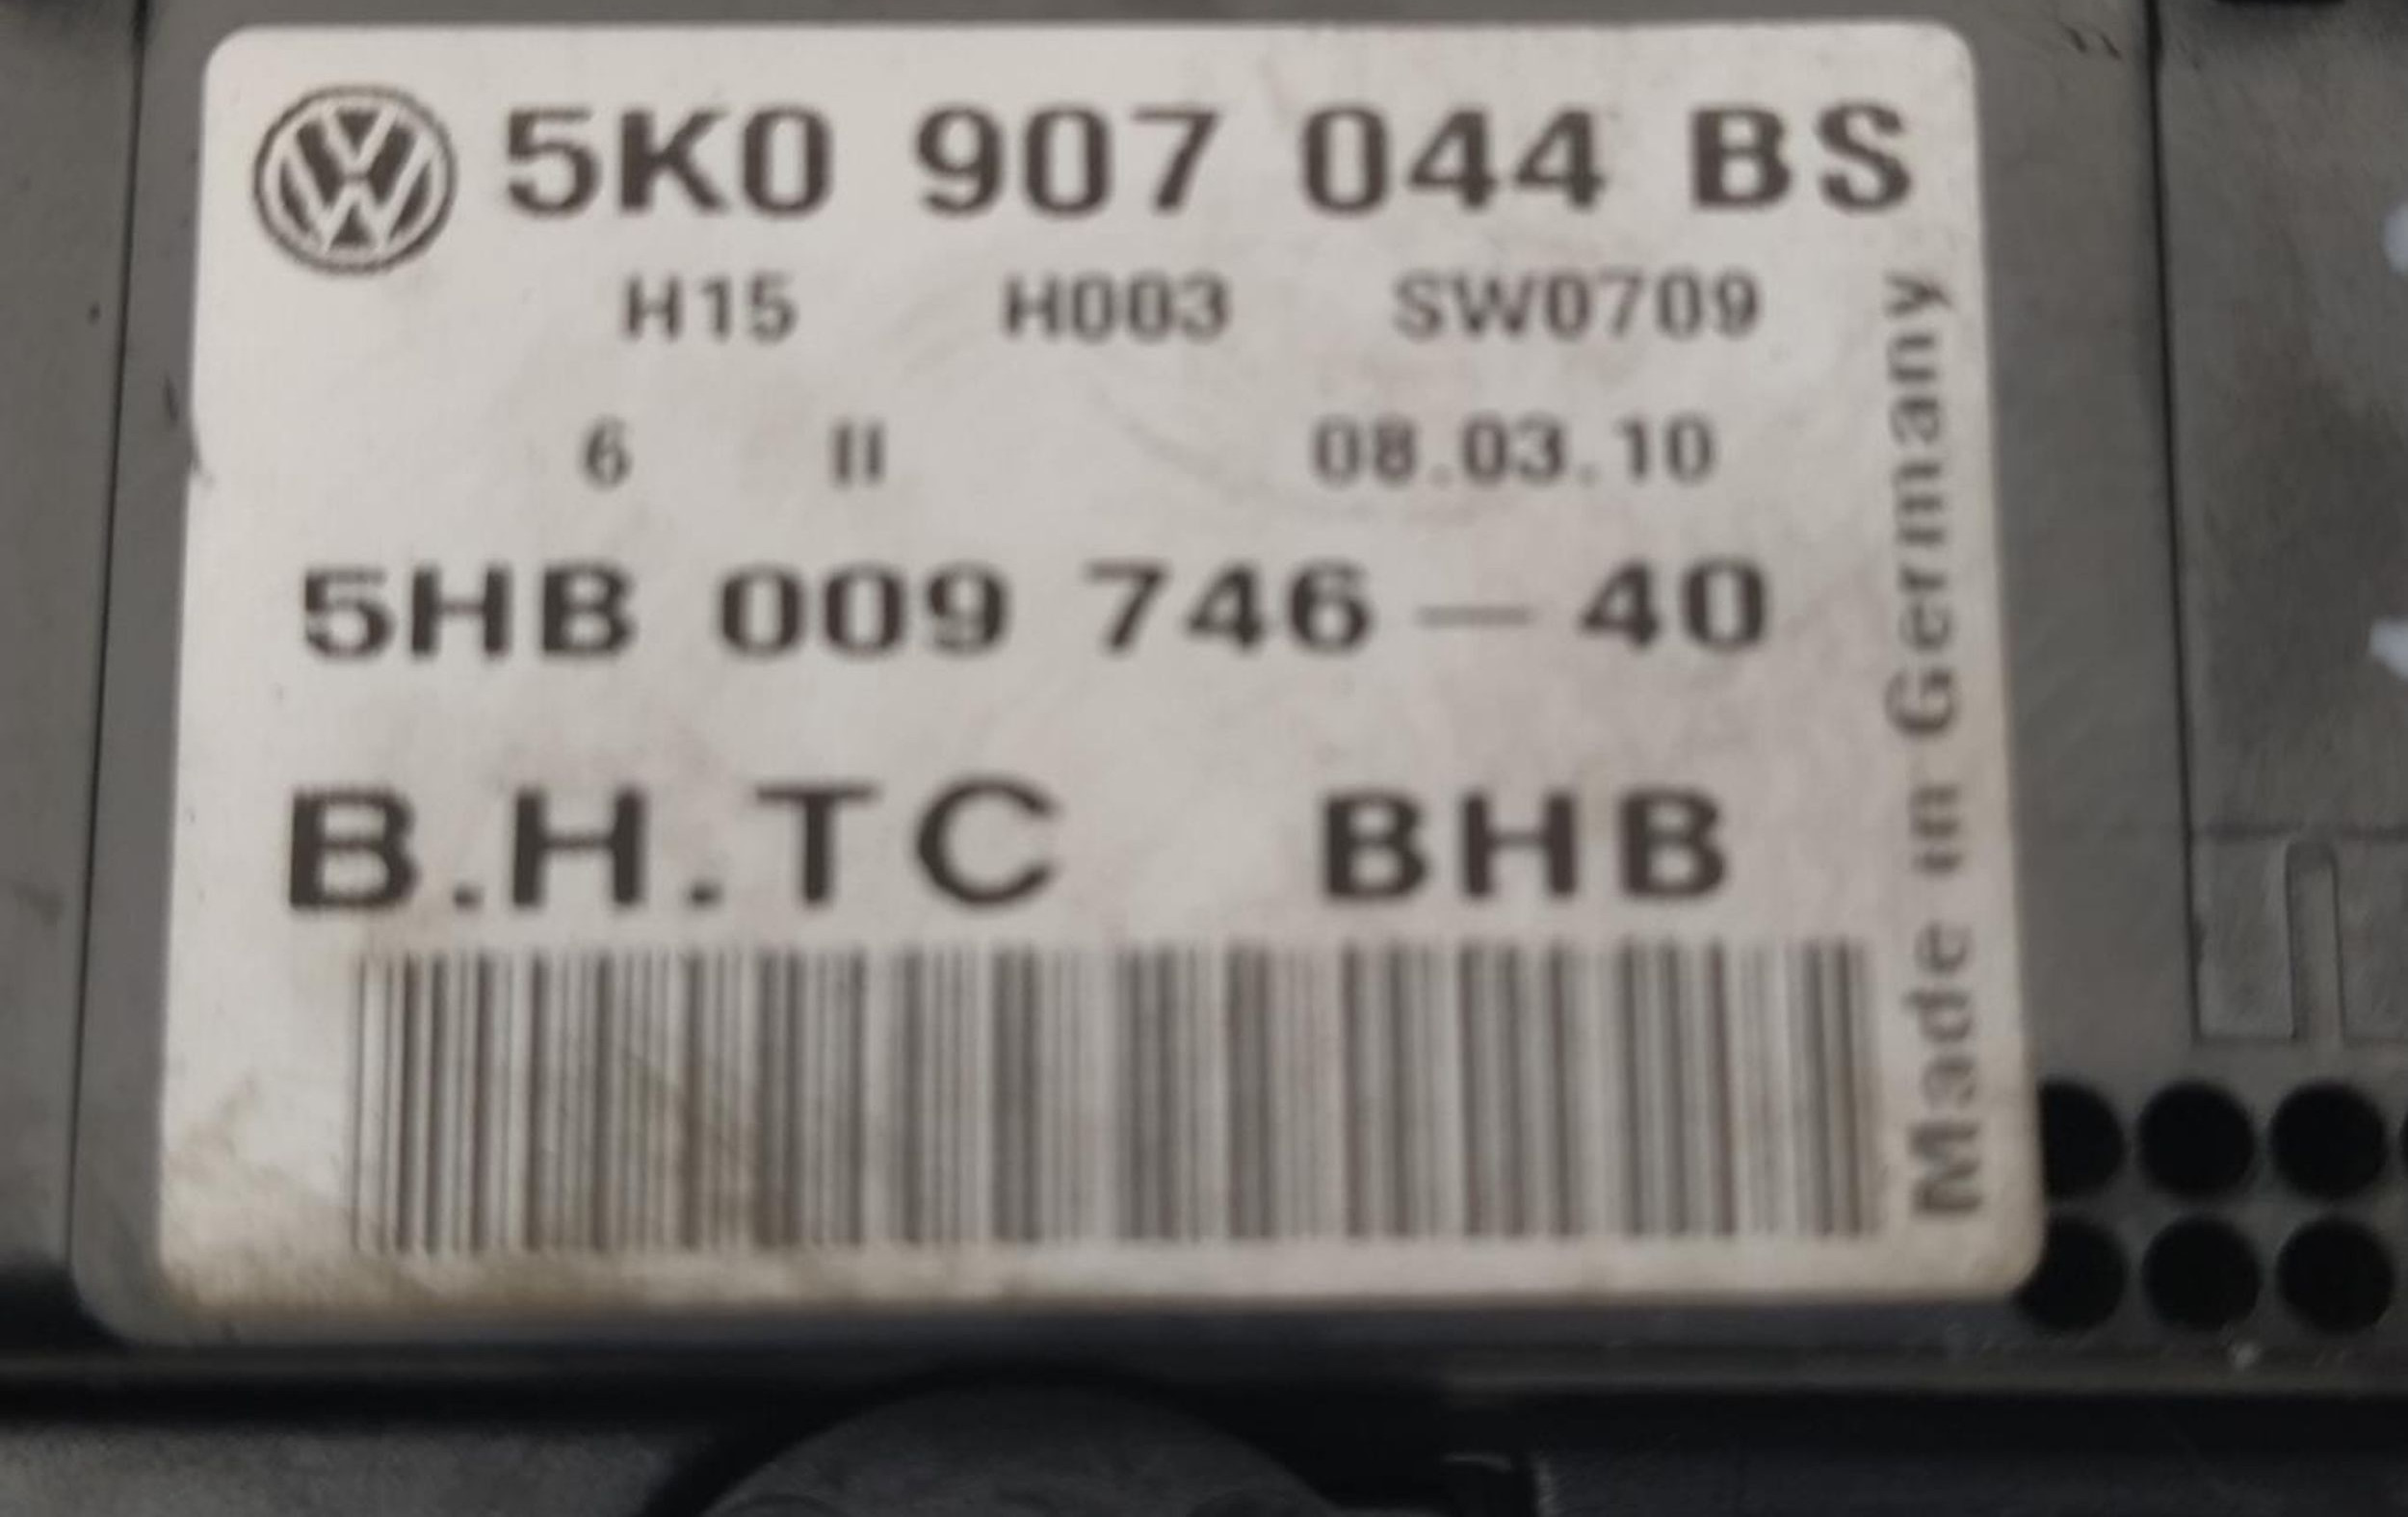 5K0 907 044 BS
H15 H003 SW0709
6 II 08.03.10
5HB 009 746-40
B.H.TC BHB
Made in Germany